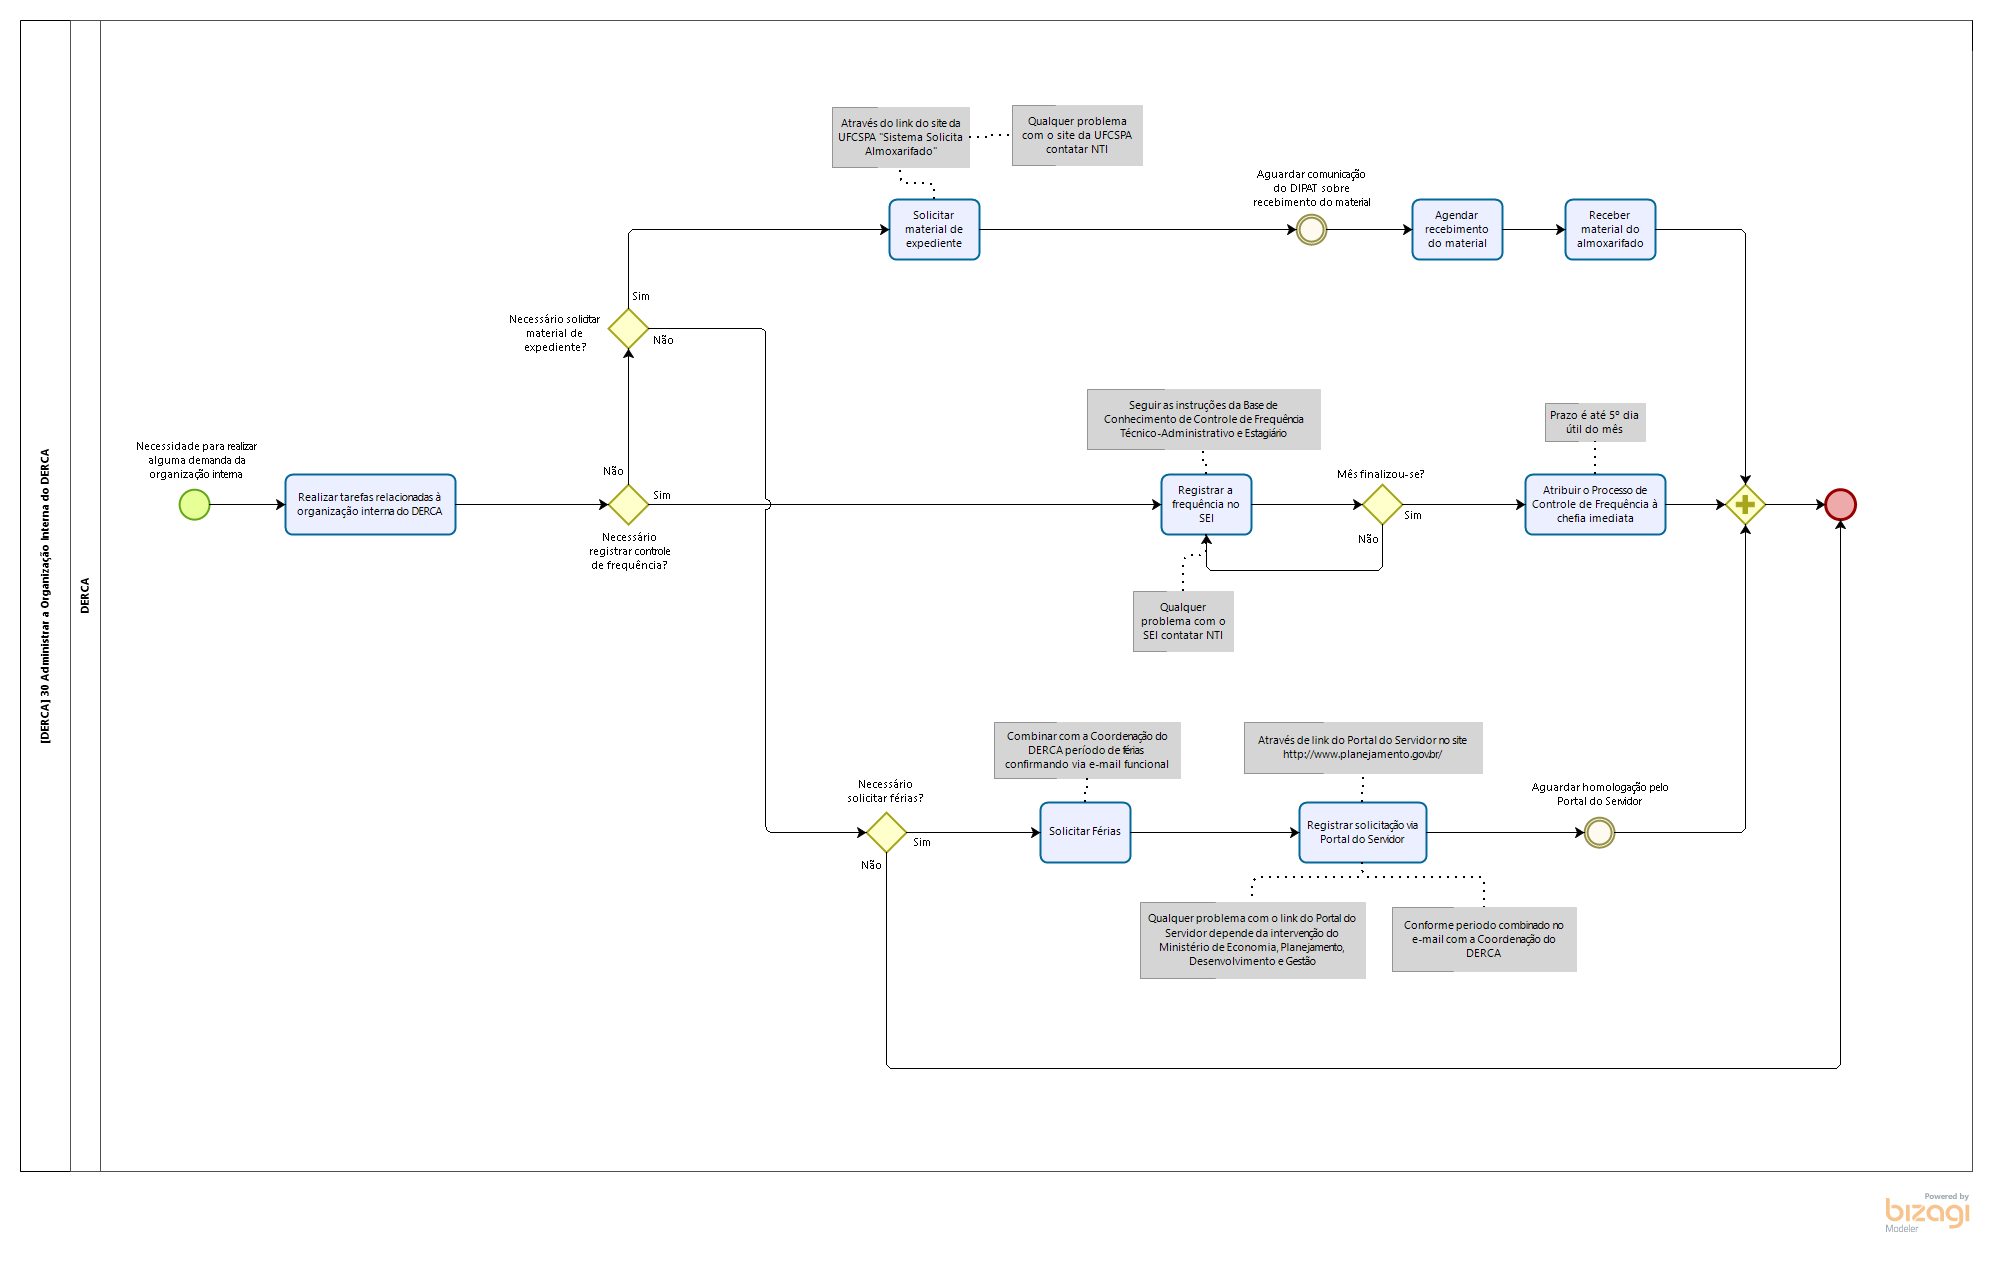 [DERCA] 30 Administrar a Organização Interna do DERCA
DERCA
Através do link do site da
UFCSPA "Sistema Solicita
Almoxarifado"
Qualquer problema
com o site da UFCSPA
contatar NTI
Solicitar
material de
expediente
Aguardar comunicação
do DIPAT sobre
recebimento do material
Agendar
recebimento
do material
Receber
material do
almoxarifado
Sim
Necessário solicitar
material de
expediente?
Não
Necessidade para realizar
alguma demanda da
organização interna
Realizar tarefas relacionadas à
organização interna do DERCA
Não
Sim
Necessário
registrar controle
de frequência?
Seguir as instruções da Base de
Conhecimento de Controle de Frequência
Técnico-Administrativo e Estagiário
Registrar a
frequência no
SEI
Mês finalizou-se?
Sim
Não
Prazo é até 5º dia
útil do mês
Atribuir o Processo de
Controle de Frequência à
chefia imediata
Qualquer
problema com o
SEI contatar NTI
Necessário
solicitar férias?
Sim
Não
Combinar com a Coordenação do
DERCA período de férias
confirmando via e-mail funcional
Solicitar Férias
Através de link do Portal do Servidor no site
http://www.planejamento.gov.br/
Registrar solicitação via
Portal do Servidor
Aguardar homologação pelo
Portal do Servidor
Qualquer problema com o link do Portal do
Servidor depende da intervenção do
Ministério de Economia, Planejamento,
Desenvolvimento e Gestão
Conforme periodo combinado no
e-mail com a Coordenação do
DERCA
Powered by
bizagi
Modeler